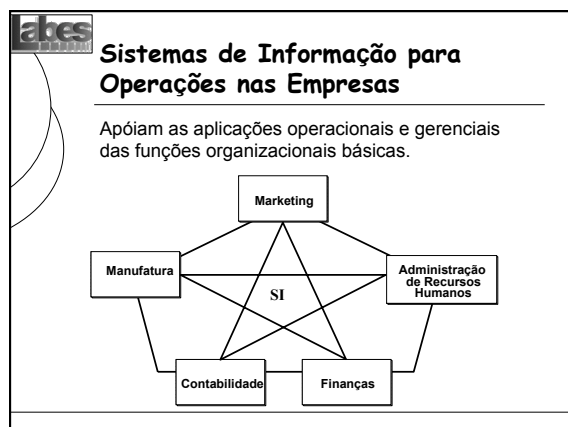 Labes
Sistemas de Informação para
Operações nas Empresas
Apóiam as aplicações operacionais e gerenciais
das funções organizacionais básicas.
Marketing
Manufatura
Administração
de Recursos
Humanos
SI
Contabilidade
Finanças